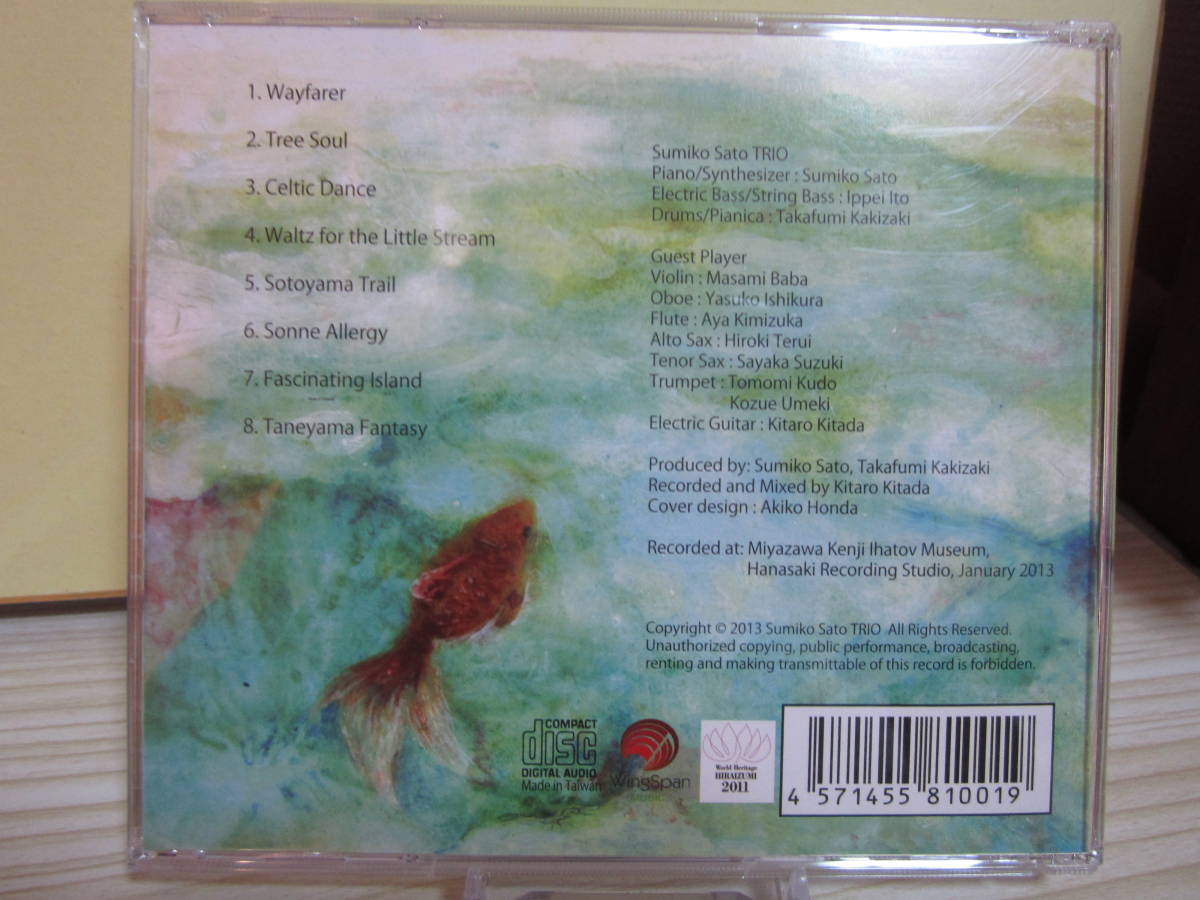 1. Wayfarer
2. Tree Soul
3. Celtic Dance
4. Waltz for the Little Stream
5. Sotoyama Trail
6. Sonne Allergy
7. Fascinating Island
8. Taneyama Fantasy
Sumiko Sato TRIO
Piano/Synthesizer : Sumiko Sato
Electric Bass/String Bass : Ippei Ito
Drums/Pianica : Takafumi Kakizaki
Guest Player
Violin : Masami Baba
Oboe : Yasuko Ishikura
Flute : Aya Kimizuka
Alto Sax : Hiroki Terui
Tenor Sax : Sayaka Suzuki
Trumpet : Tomomi Kudo
Kozue Umeki
Electric Guitar : Kitaro Kitada
Produced by: Sumiko Sato, Takafumi Kakizaki
Recorded and Mixed by Kitaro Kitada
Cover design : Akiko Honda
Recorded at: Miyazawa Kenji Ihatov Museum,
Hanasaki Recording Studio, January 2013
Copyright © 2013 Sumiko Sato TRIO All Rights Reserved.
Unauthorized copying, public performance, broadcasting,
renting and making transmittable of this record is forbidden.
COMPACT
disc
DIGITAL AUDIO
Made in Taiwan
WingSpan
World Heritage
HIRAIZUMI
2011
4 571455 810019